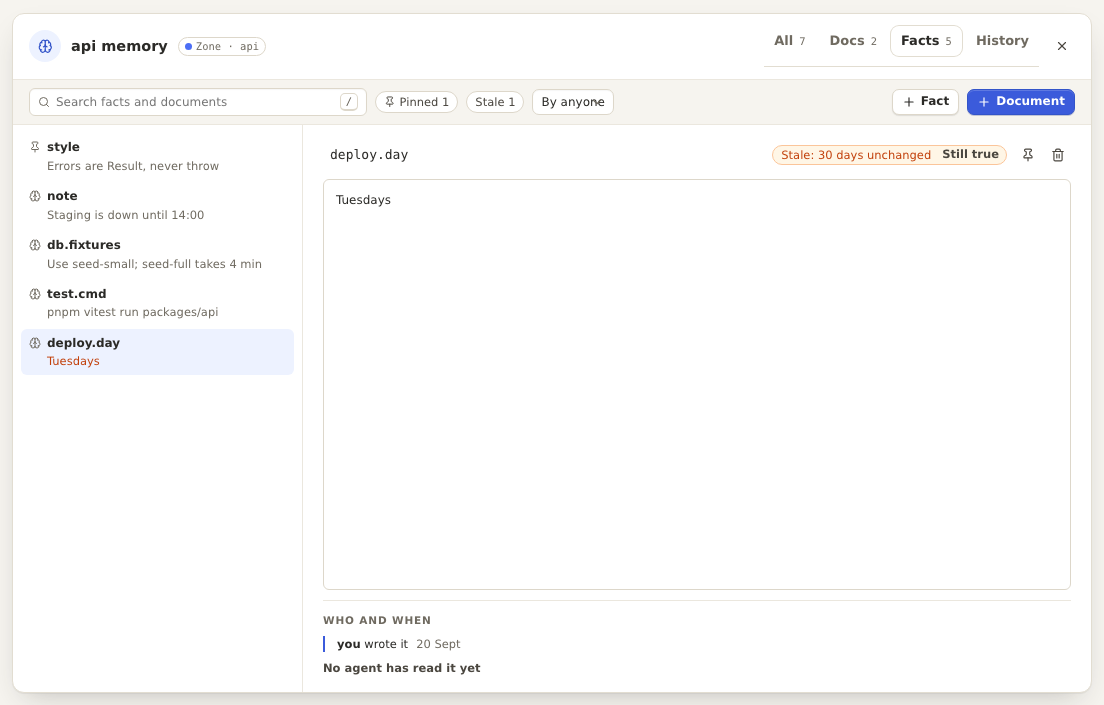 api memory
Zone · api
All 7
Docs 2
Facts 5
History
Search facts and documents
/
Pinned 1
Stale 1
By anyone
+ Fact
+ Document
style
Errors are Result, never throw
note
Staging is down until 14:00
db.fixtures
Use seed-small; seed-full takes 4 min
test.cmd
pnpm vitest run packages/api
deploy.day
Tuesdays
deploy.day
Stale: 30 days unchanged Still true
Tuesdays
WHO AND WHEN
you wrote it 20 Sept
No agent has read it yet